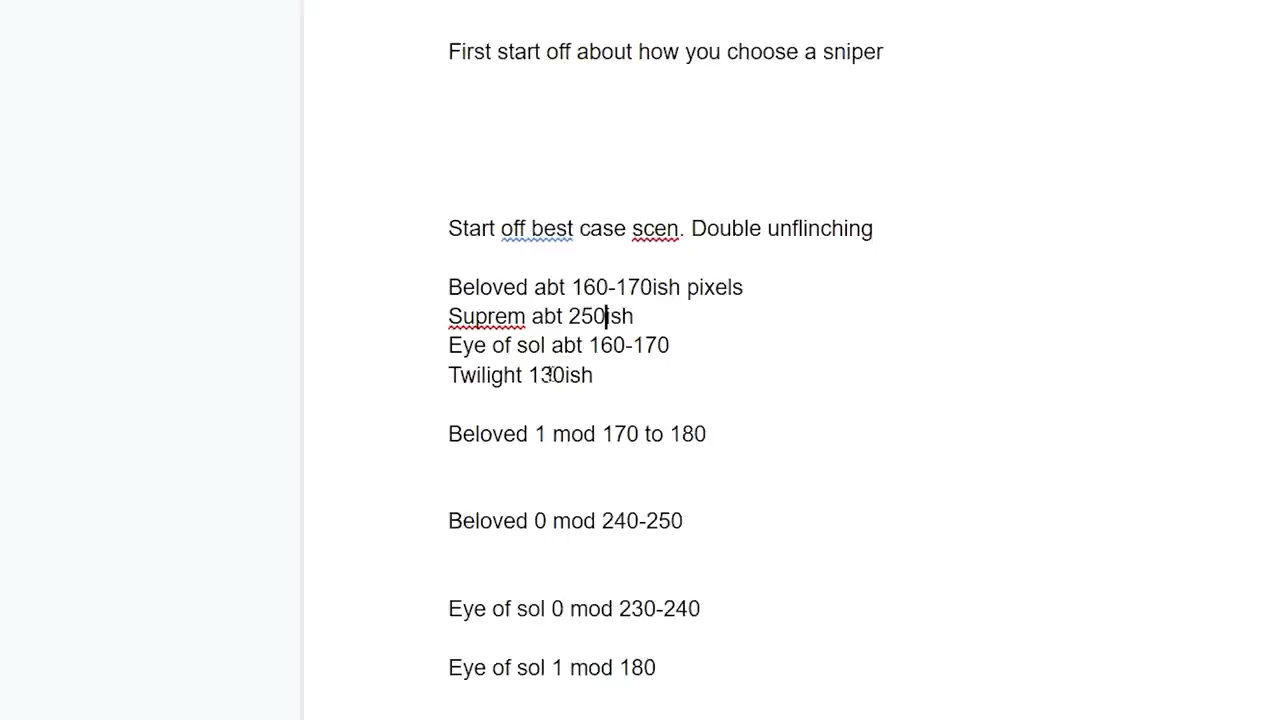 First start off about how you choose a sniper
Start off best case scen. Double unflinching
Beloved abt 160-170ish pixels
Suprem abt 250ish
Eye of sol abt 160-170
Twilight 130ish
Beloved 1 mod 170 to 180
Beloved 0 mod 240-250
Eye of sol 0 mod 230-240
Eye of sol 1 mod 180